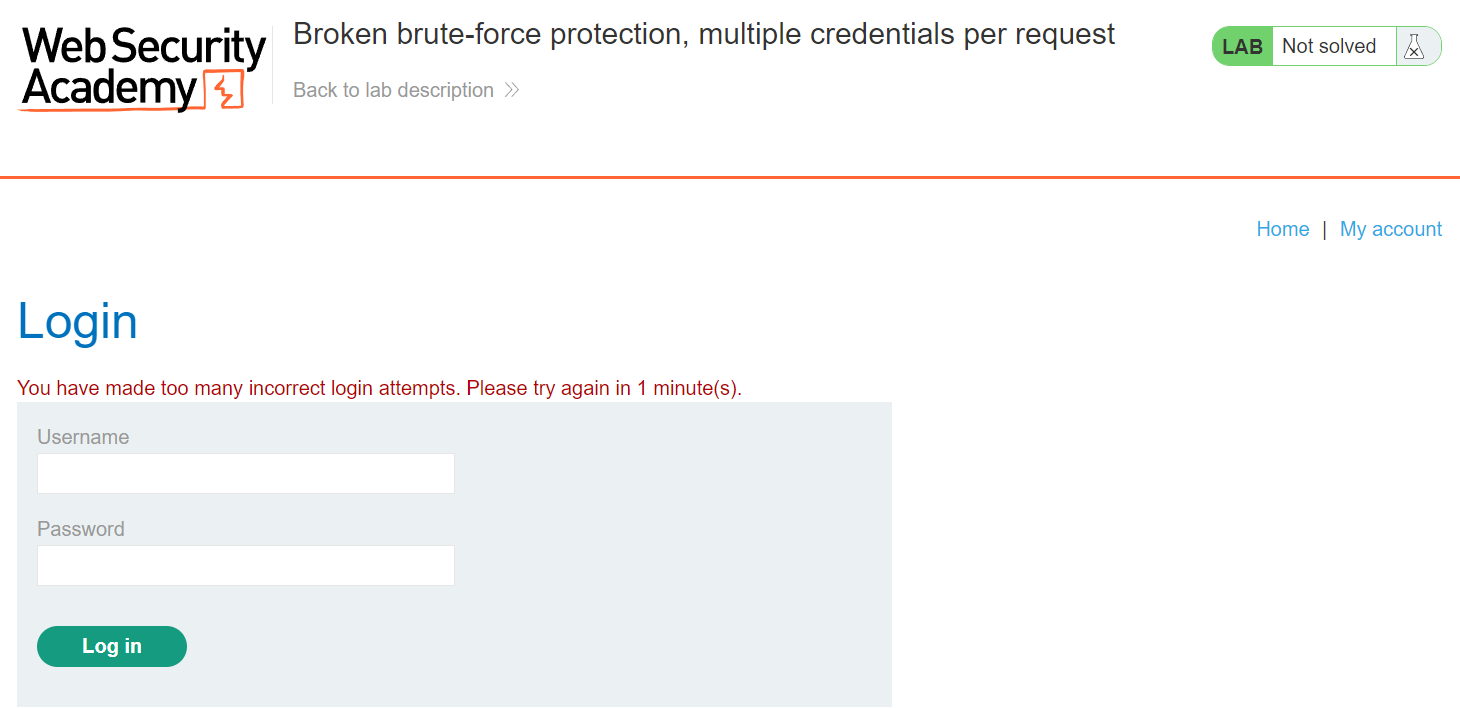 Web Security
Academy
Broken brute-force protection, multiple credentials per request
Back to lab description
LAB Not solved
Home | My account
Login
You have made too many incorrect login attempts. Please try again in 1 minute(s).
Username
Password
Log in